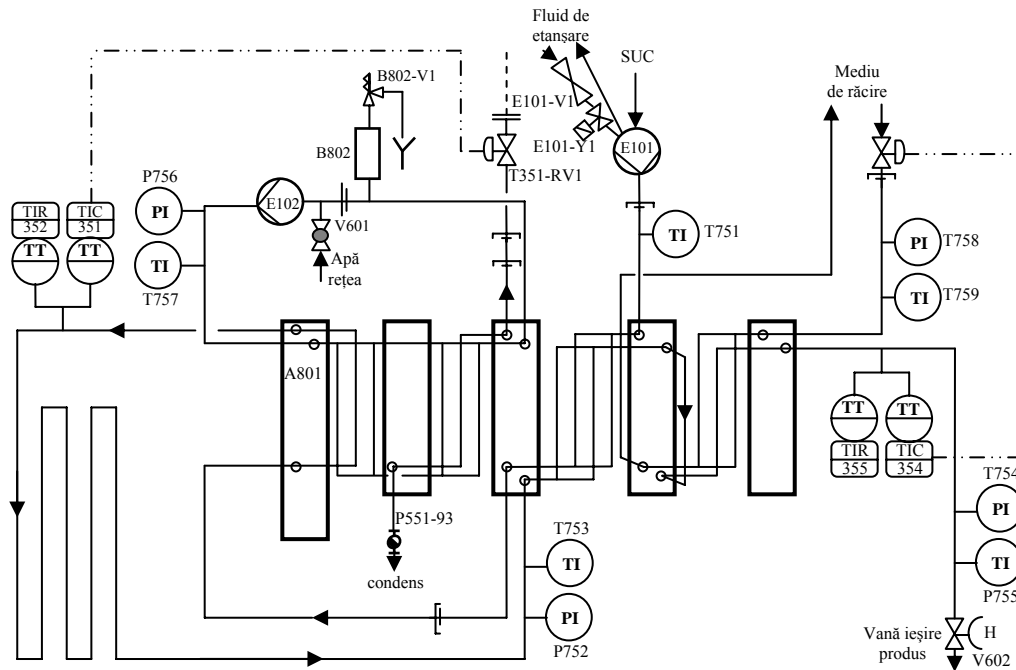 Fluid de
etanșare
SUC
Mediu
de răcire
B802-V1
E101-V1
B802
E101
E101-Y1
T351-RV1
P756
TIR
352
TIC
351
PI
E102
TT
TT
V601
TI
T751
PI
T758
TI
T757
Apă
rețea
TI
T759
A801
TT
TT
TIR
355
TIC
354
T754
PI
P551-93
T753
TI
condens
TI
P755
PI
P752
Vană ieșire
produs
H
V602